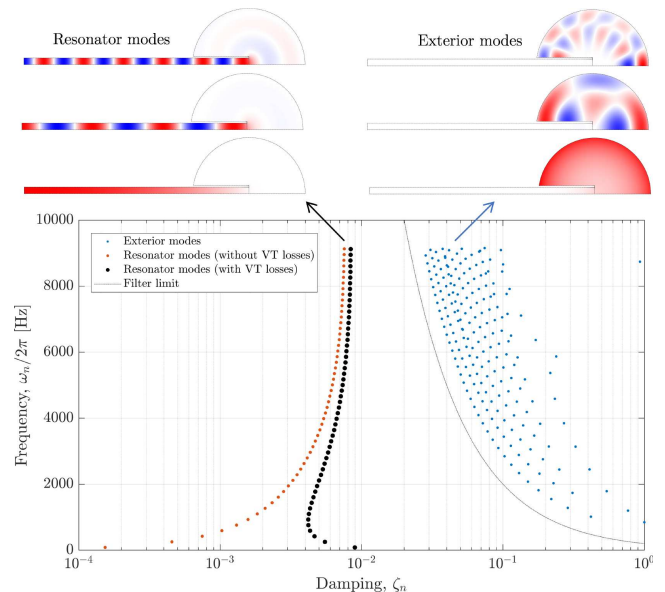 Resonator modes
Exterior modes
10000
8000
6000
4000
2000
0
Frequency, ωₙ/2π [Hz]
Exterior modes
Resonator modes (without VT losses)
Resonator modes (with VT losses)
Filter limit
10⁻⁴
10⁻³
10⁻²
10⁻¹
10⁰
Damping, ζₙ